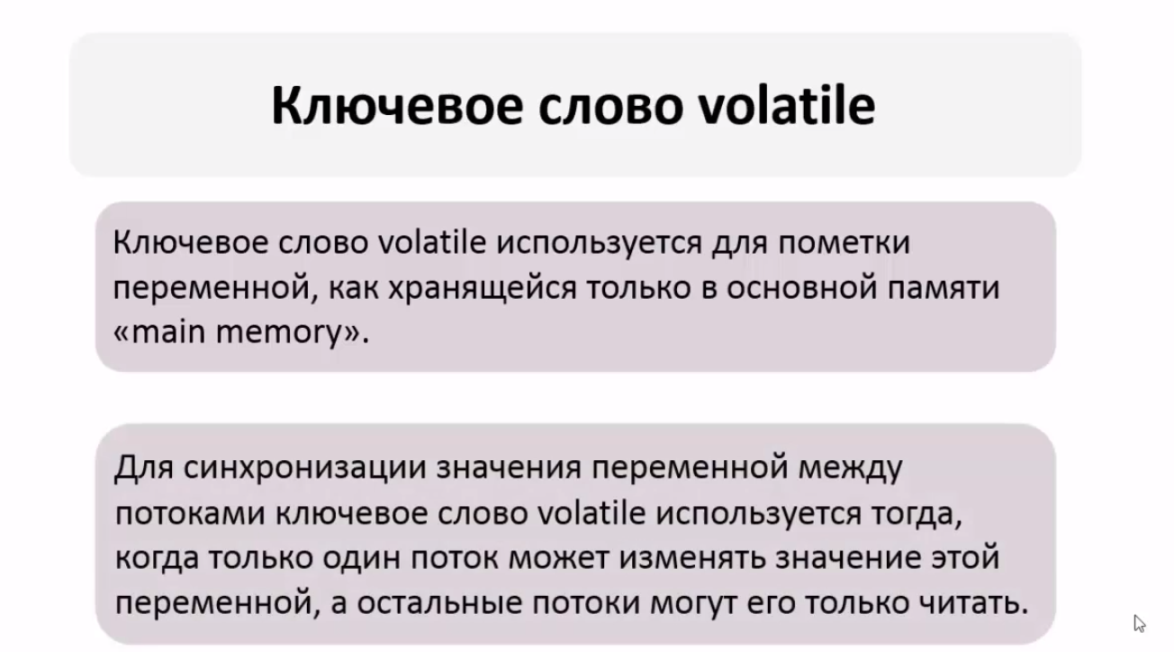 Ключевое слово volatile
Ключевое слово volatile используется для пометки
переменной, как хранящейся только в основной памяти
«main memory».
Для синхронизации значения переменной между
потоками ключевое слово volatile используется тогда,
когда только один поток может изменять значение этой
переменной, а остальные потоки могут его только читать.